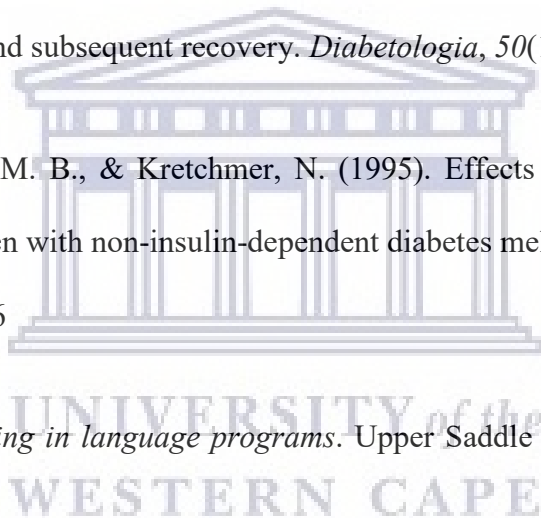 nd subsequent recovery. Diabetologia, 50(
M. B., & Kretchmer, N. (1995). Effects
en with non-insulin-dependent diabetes mel
6
UNIVERSITY of the
ing in language programs. Upper Saddle
WESTERN CAPE